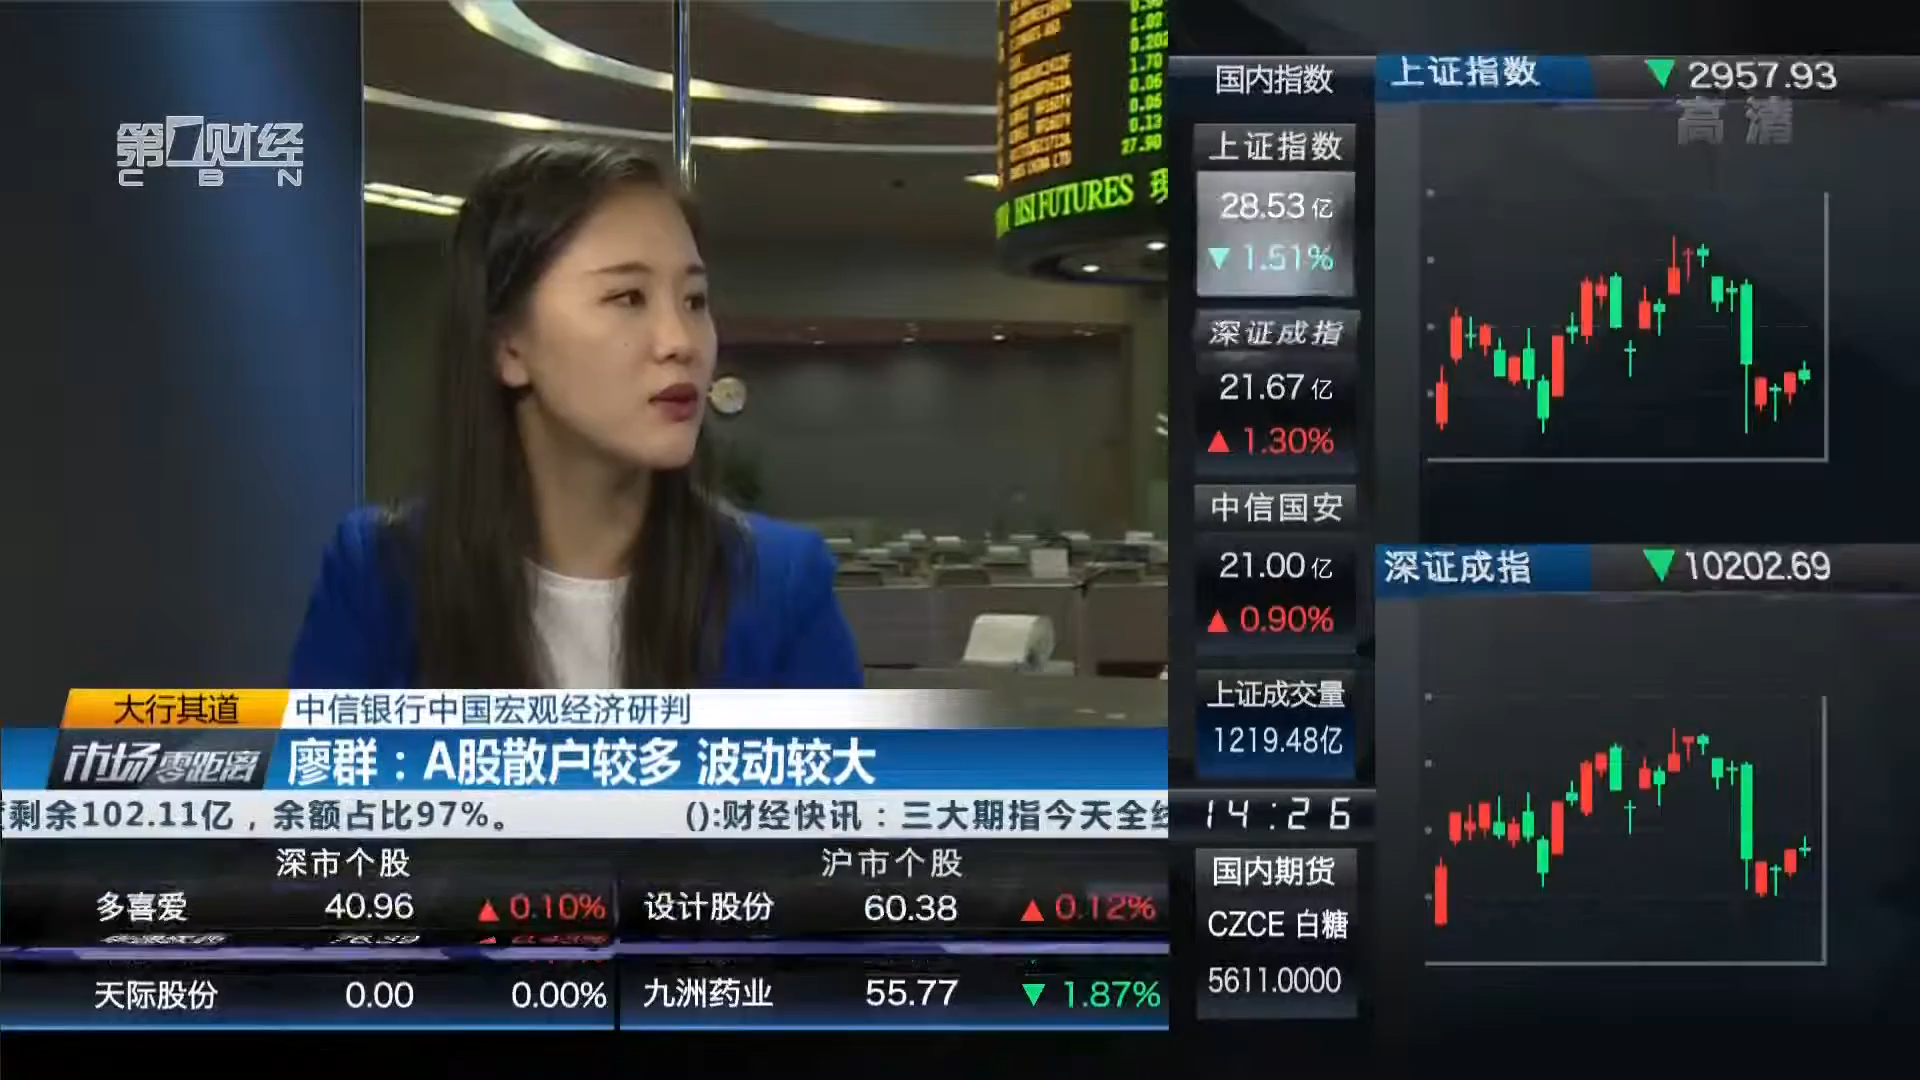 第1财经
CBN
HSI FUTURES
27.90
大行其道
中信银行中国宏观经济研判
市场零距离
廖群：A股散户较多 波动较大
剩余102.11亿，余额占比97%。
():财经快讯：三大期指今天全
深市个股
多喜爱 40.96 ▲ 0.10%
天际股份 0.00 0.00%
沪市个股
设计股份 60.38 ▲ 0.12%
九洲药业 55.77 ▼ 1.87%
国内指数
上证指数
28.53亿
▼ 1.51%
深证成指
21.67亿
▲ 1.30%
中信国安
21.00亿
▲ 0.90%
上证成交量
1219.48亿
14:26
国内期货
CZCE 白糖
5611.0000
上证指数 ▼ 2957.93
高清
深证成指 ▼ 10202.69